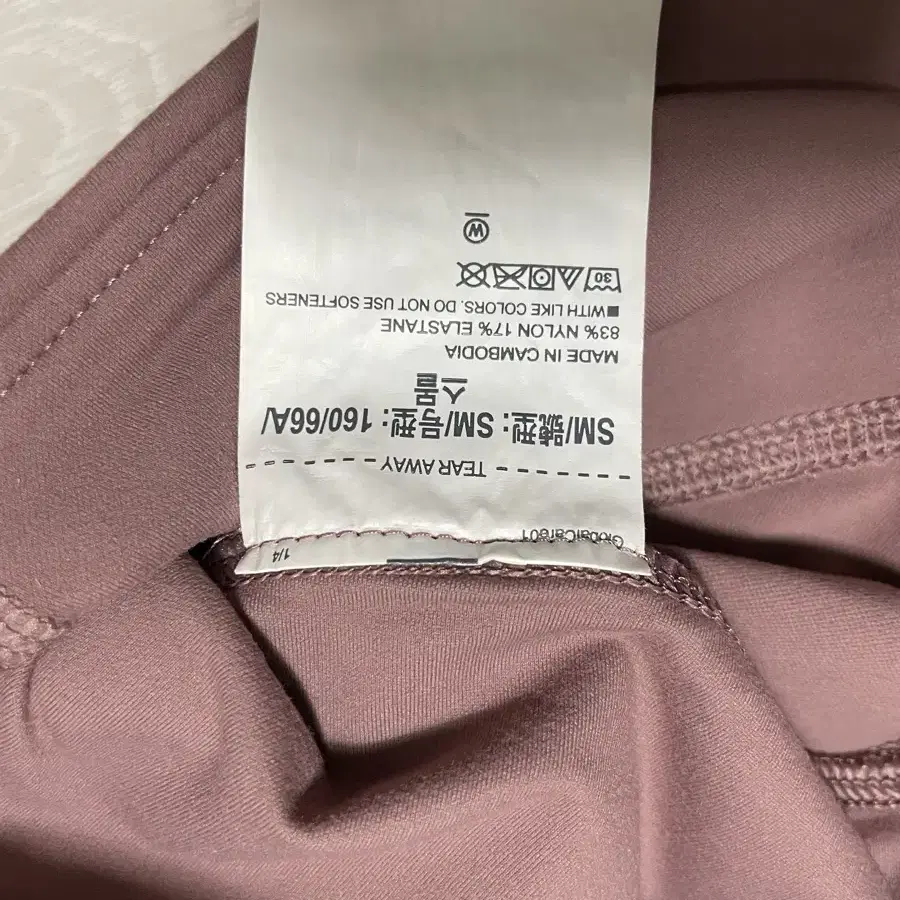 GlobalCare01
1/4
TEAR AWAY
SM/號型: SM/号型: 160/66A/
스몰
MADE IN CAMBODIA
83% NYLON 17% ELASTANE
■WITH LIKE COLORS. DO NOT USE SOFTENERS
30
W